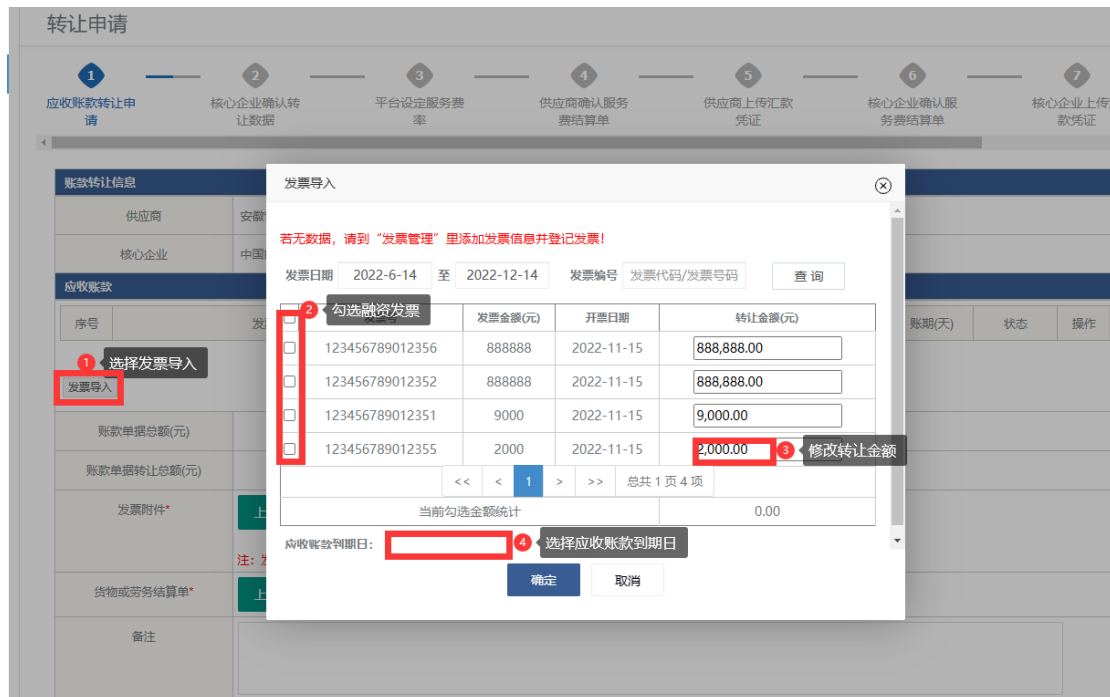 转让申请
1 2 3 4 5 6 7
应收账款转让申请
核心企业确认转让数据
平台设定服务费率
供应商确认服务费结算单
供应商上传汇款凭证
核心企业确认服务费结算单
核心企业上传
款凭证
账款转让信息
供应商 安徽
核心企业 中国
应收账款
序号 账期(天) 状态 操作
1 选择发票导入
发票导入
账款单据总额(元)
账款单据转让总额(元)
发票附件* 上
注:
货物或劳务结算单* 上
备注
发票导入
若无数据，请到“发票管理”里添加发票信息并登记发票！
发票日期 2022-6-14 至 2022-12-14 发票编号 发票代码/发票号码 查 询
2 勾选融资发票
发票金额(元) 开票日期 转让金额(元)
123456789012356 888888 2022-11-15 888,888.00
123456789012352 888888 2022-11-15 888,888.00
123456789012351 9000 2022-11-15 9,000.00
123456789012355 2000 2022-11-15 2,000.00 3 修改转让金额
<< < 1 > >> 总共 1 页 4 项
当前勾选金额统计 0.00
应收账款到期日： 4 选择应收账款到期日
确定 取消